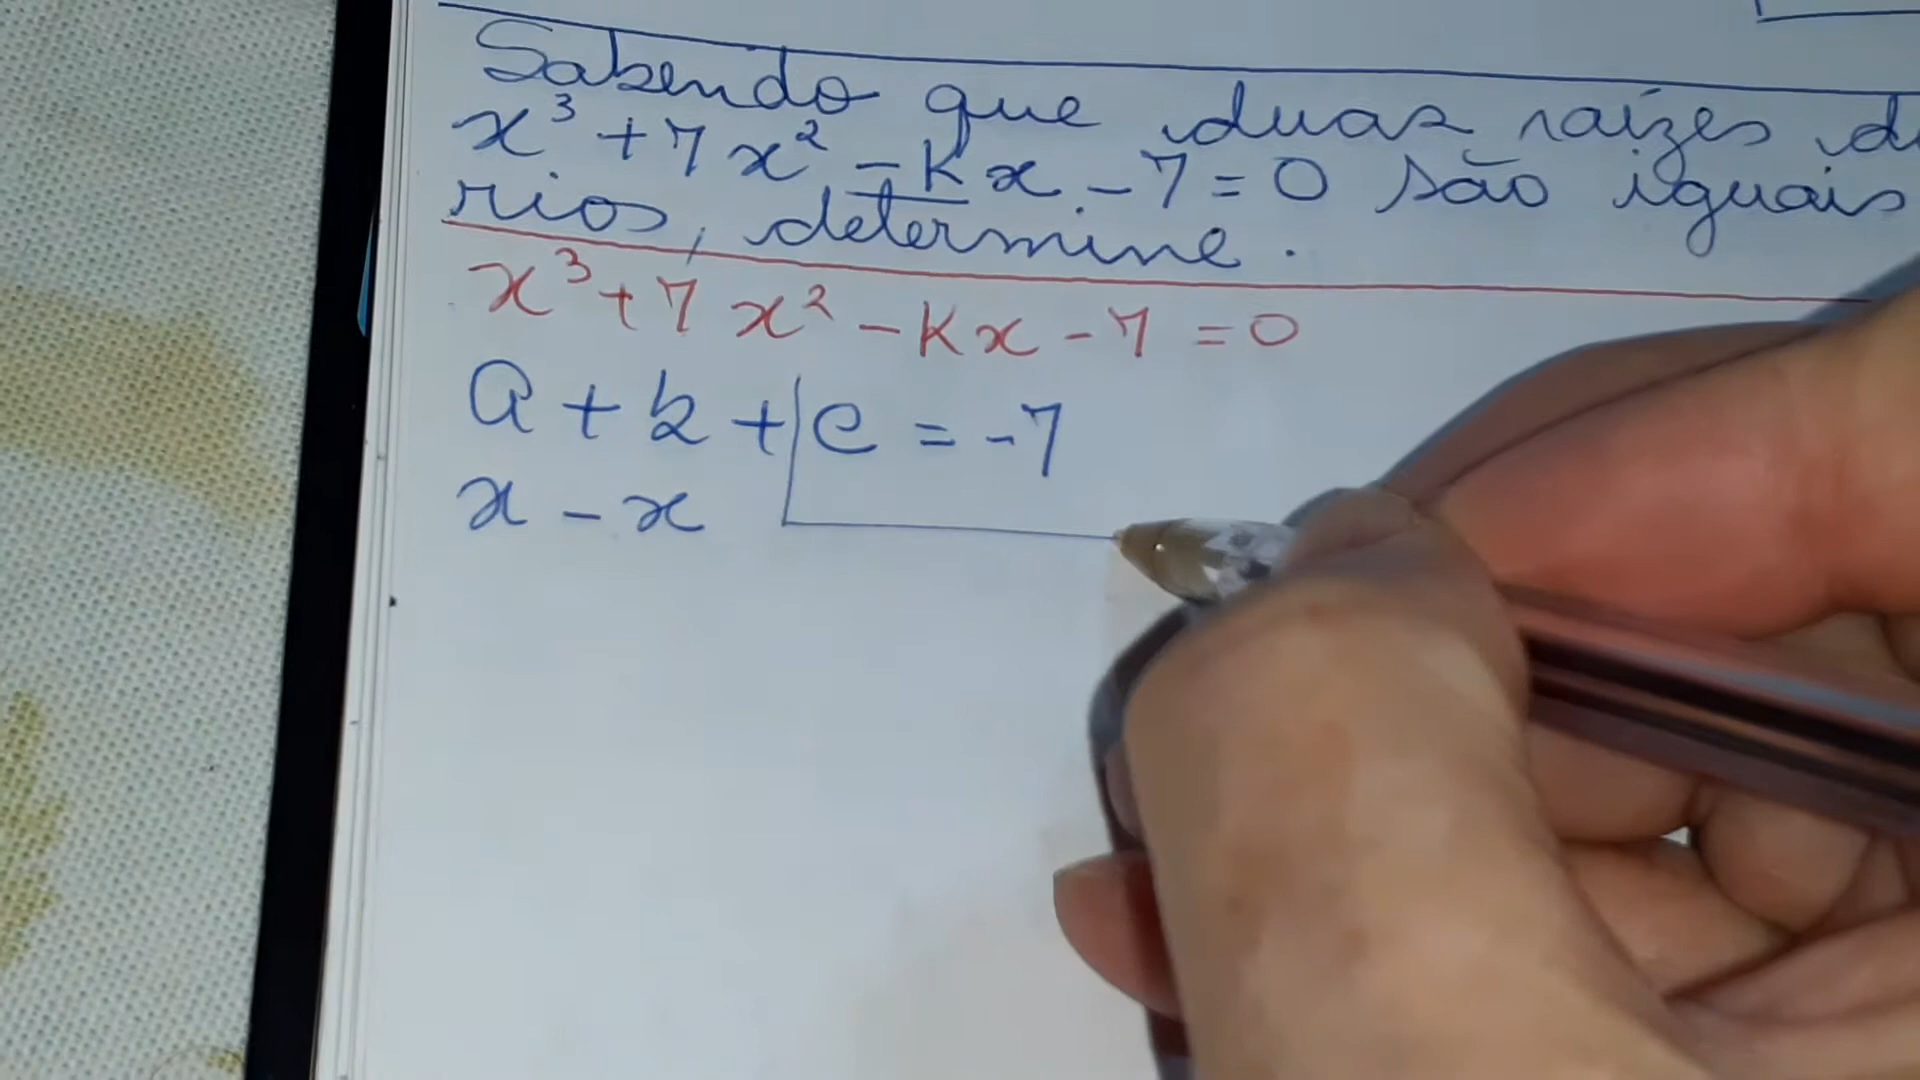 Sabendo que duas raízes d
x³ + 7x² - kx - 7 = 0 são iguais
rios, determine.
x³ + 7x² - kx - 7 = 0
a + b + c = -7
x - x